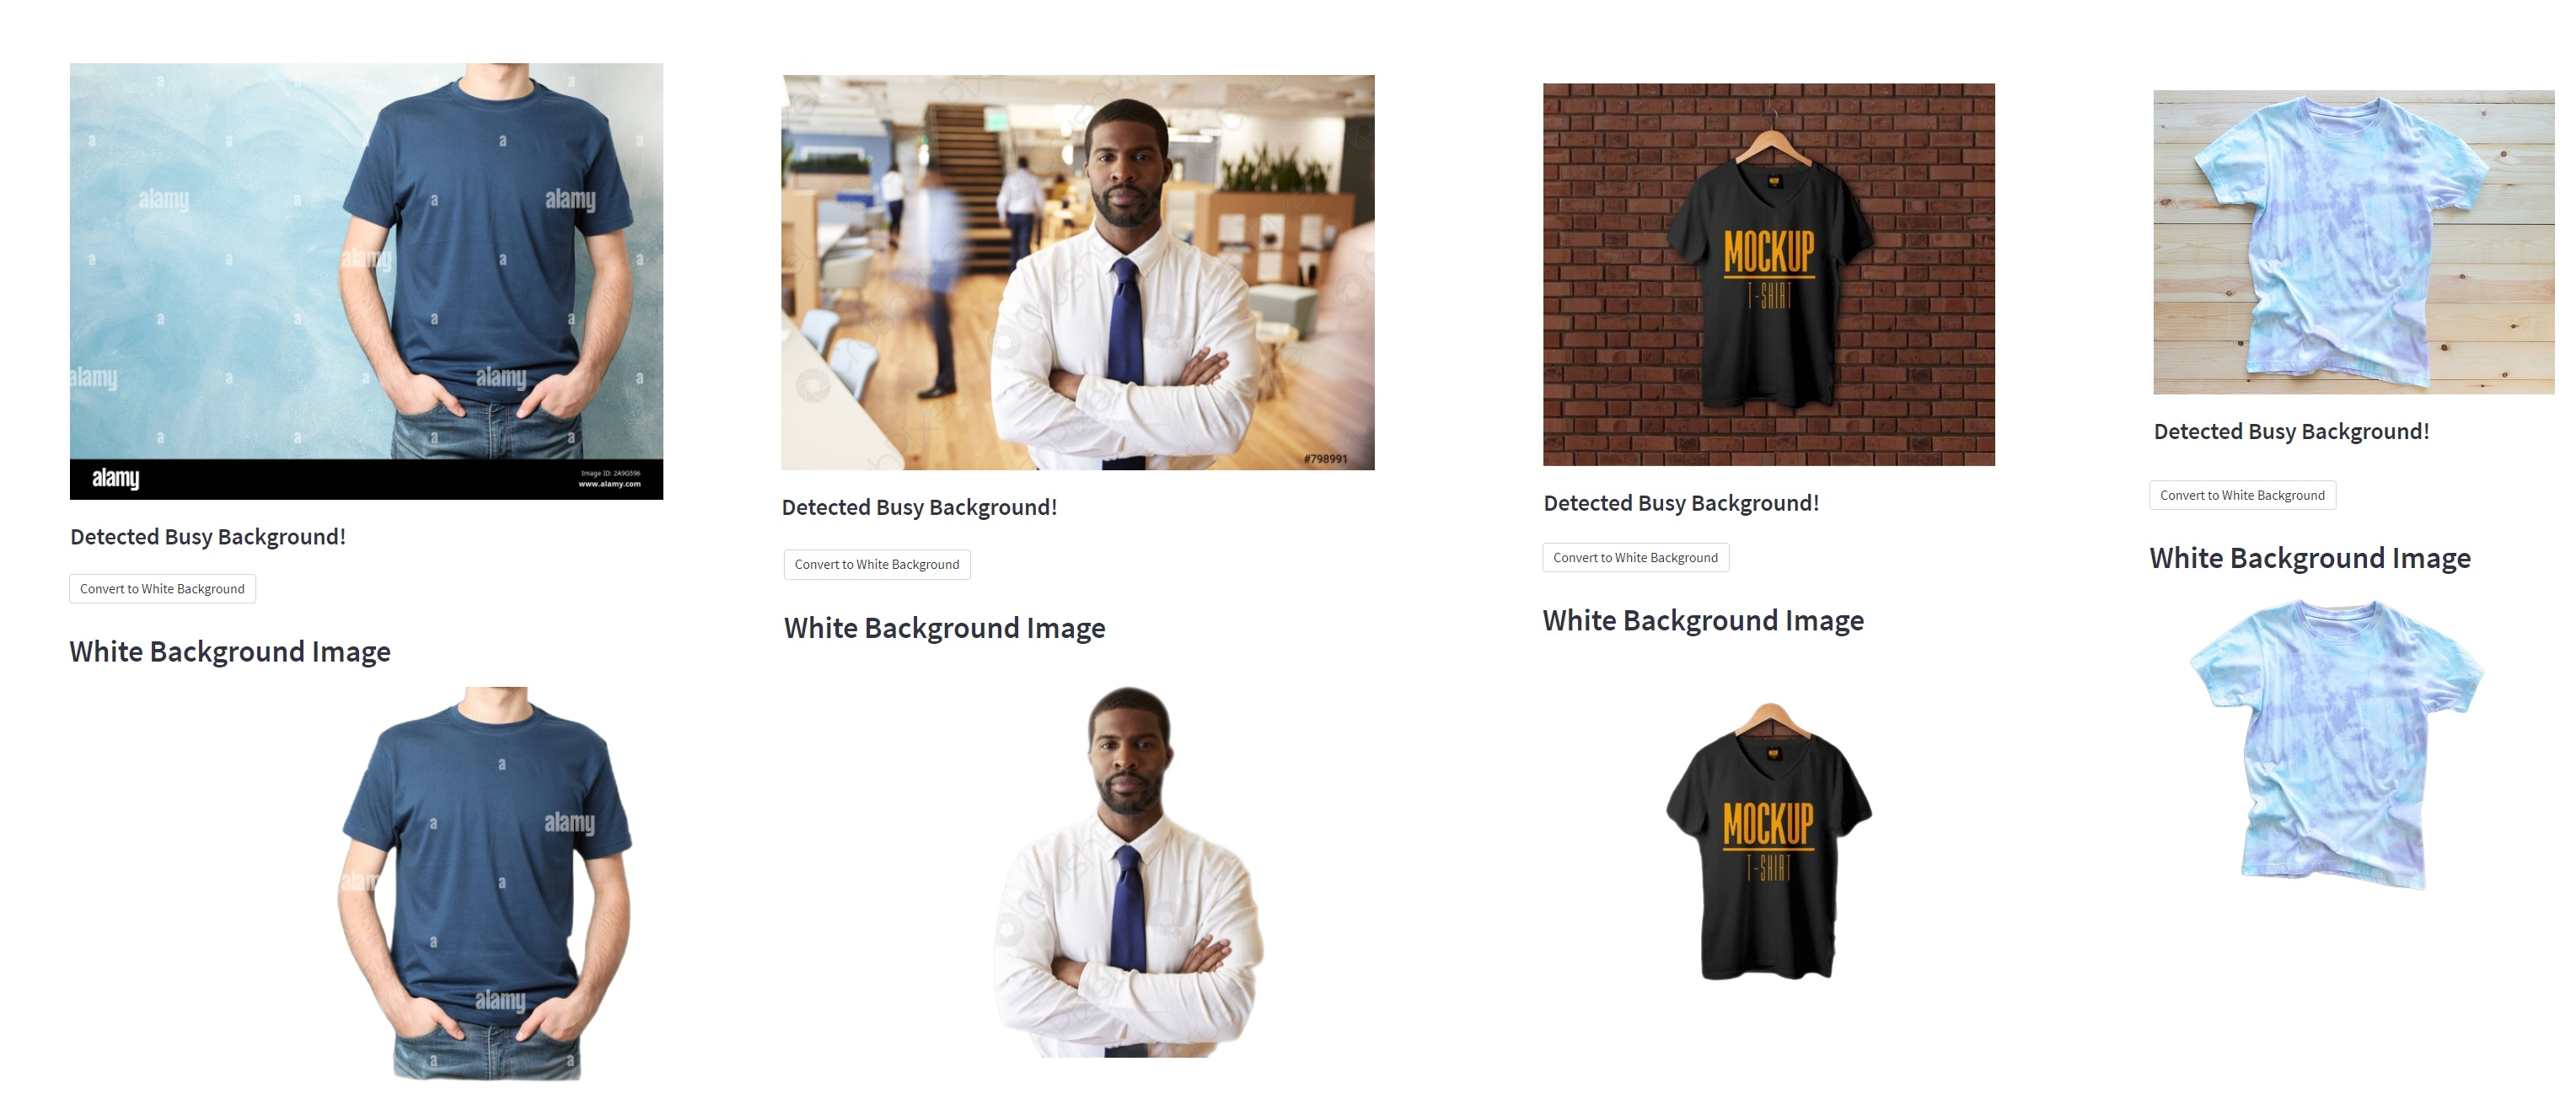 a a a
a a a a
alamy a a alamy
a a alamy a a
a a a a
alamy a a alamy a
a a a a
alamy
Image ID: 2A9G596
www.alamy.com
Detected Busy Background!
Convert to White Background
White Background Image
a
a alamy
alam a
a
alamy
a a
#798991
Detected Busy Background!
Convert to White Background
White Background Image
MOCKUP
T-SHIRT
Detected Busy Background!
Convert to White Background
White Background Image
MOCKUP
T-SHIRT
Detected Busy Background!
Convert to White Background
White Background Image